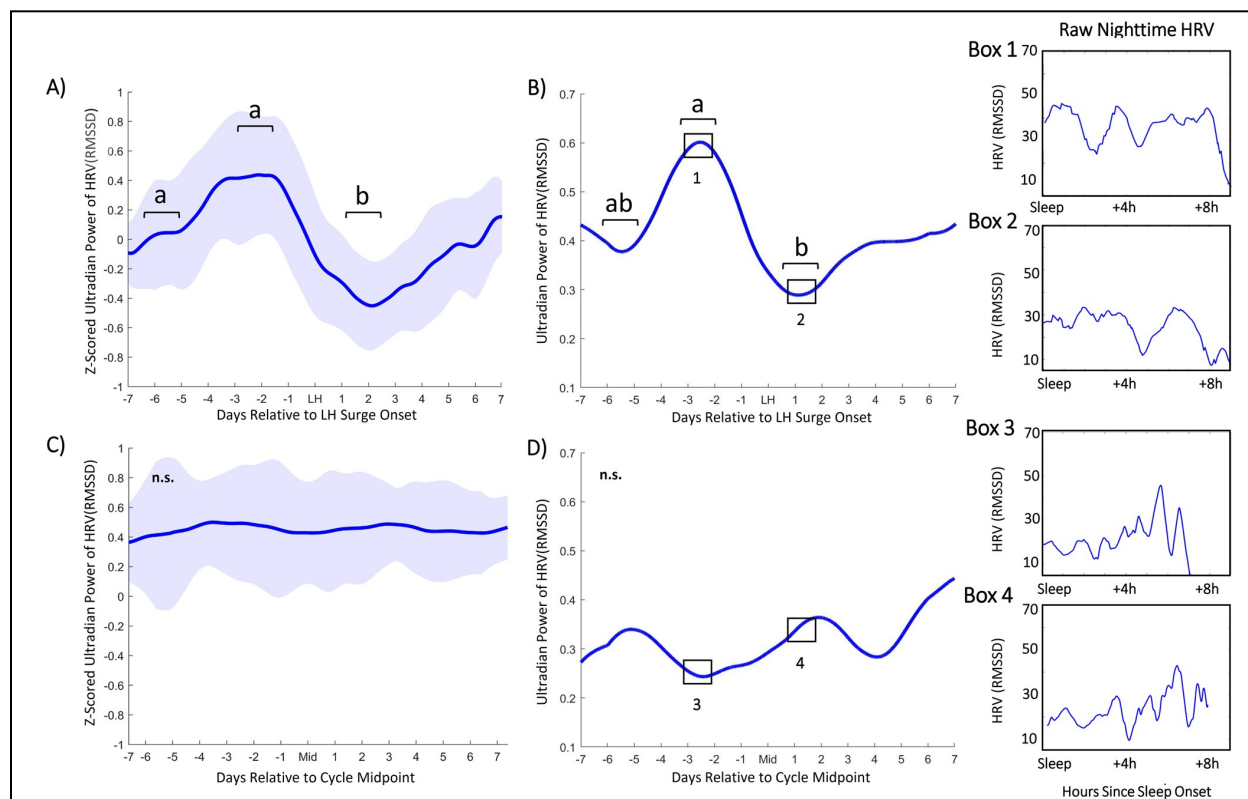 A)
Z-Scored Ultradian Power of HRV(RMSSD)
1
0.8
0.6
0.4
0.2
0
-0.2
-0.4
-0.6
-0.8
-1
a
a
b
-7 -6 -5 -4 -3 -2 -1 LH 1 2 3 4 5 6 7
Days Relative to LH Surge Onset
B)
Ultradian Power of HRV(RMSSD)
0.7
0.6
0.5
0.4
0.3
0.2
0.1
ab
a
1
b
2
-7 -6 -5 -4 -3 -2 -1 LH 1 2 3 4 5 6 7
Days Relative to LH Surge Onset
C)
Z-Scored Ultradian Power of HRV(RMSSD)
1
0.8
0.6
0.4
0.2
0
0.2
-0.4
-0.6
-0.8
-1
n.s.
-7 -6 -5 -4 -3 -2 -1 Mid 1 2 3 4 5 6 7
Days Relative to Cycle Midpoint
D)
Ultradian Power of HRV(RMSSD)
0.7
0.6
0.5
0.4
0.3
0.2
0.1
n.s.
3
4
-7 -6 -5 -4 -3 -2 -1 Mid 1 2 3 4 5 6 7
Days Relative to Cycle Midpoint
Raw Nighttime HRV
Box 1
HRV (RMSSD)
70
50
30
10
Sleep +4h +8h
Box 2
HRV (RMSSD)
70
50
30
10
Sleep +4h +8h
Box 3
HRV (RMSSD)
70
50
30
10
Sleep +4h +8h
Box 4
HRV (RMSSD)
70
50
30
10
Sleep +4h +8h
Hours Since Sleep Onset